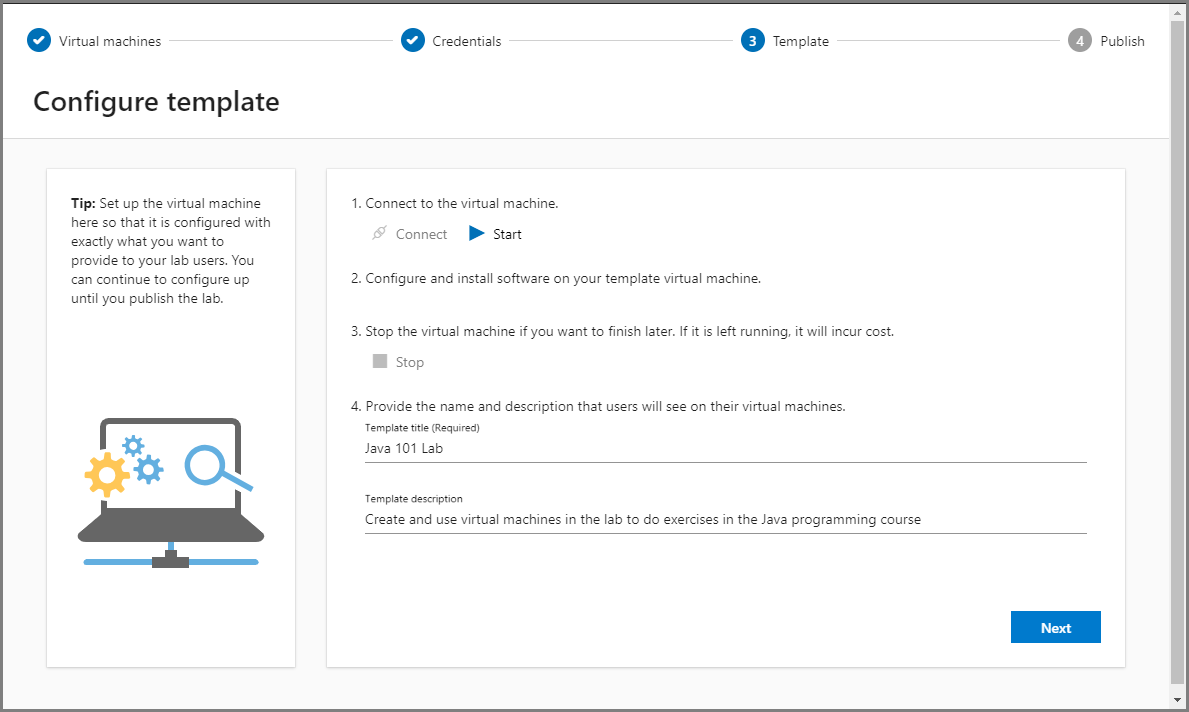 Virtual machines
Credentials
3 Template
4 Publish
Configure template
Tip: Set up the virtual machine
here so that it is configured with
exactly what you want to
provide to your lab users. You
can continue to configure up
until you publish the lab.
1. Connect to the virtual machine.
Connect Start
2. Configure and install software on your template virtual machine.
3. Stop the virtual machine if you want to finish later. If it is left running, it will incur cost.
Stop
4. Provide the name and description that users will see on their virtual machines.
Template title (Required)
Java 101 Lab
Template description
Create and use virtual machines in the lab to do exercises in the Java programming course
Next